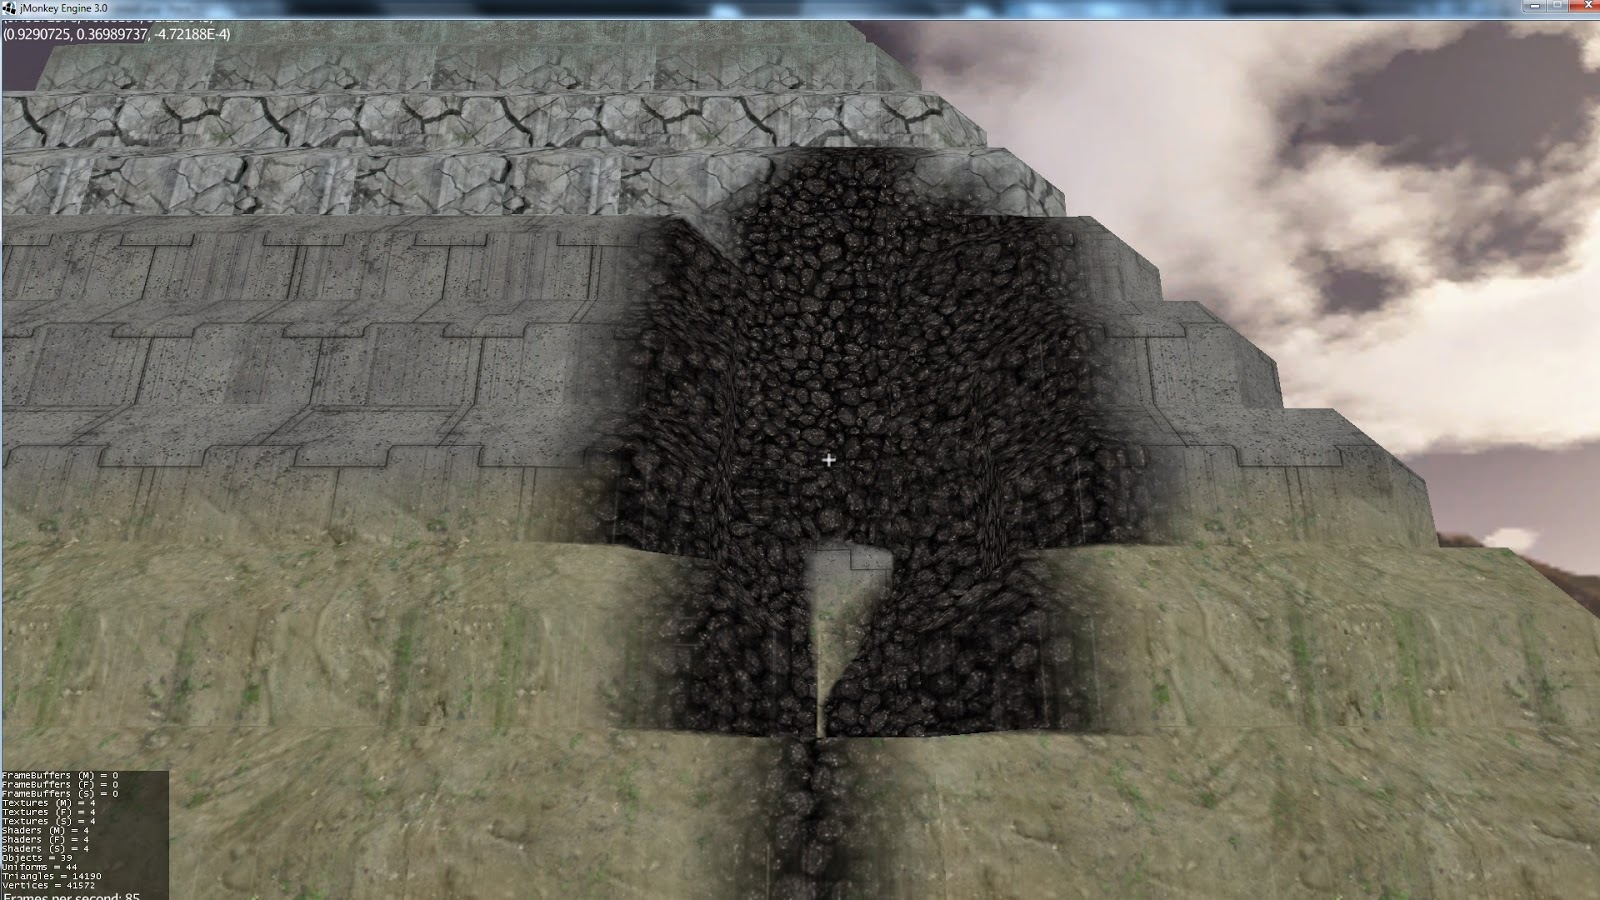 jMonkey Engine 3.0
(0.9290725, 0.36989737, -4.72188E-4)
FrameBuffers (M) = 0
FrameBuffers (F) = 0
FrameBuffers (S) = 0
Textures (M) = 4
Textures (F) = 4
Textures (S) = 4
Shaders (M) = 4
Shaders (F) = 4
Shaders (S) = 4
Objects = 39
Uniforms = 44
Triangles = 14190
Vertices = 41572
Frames per second: 85